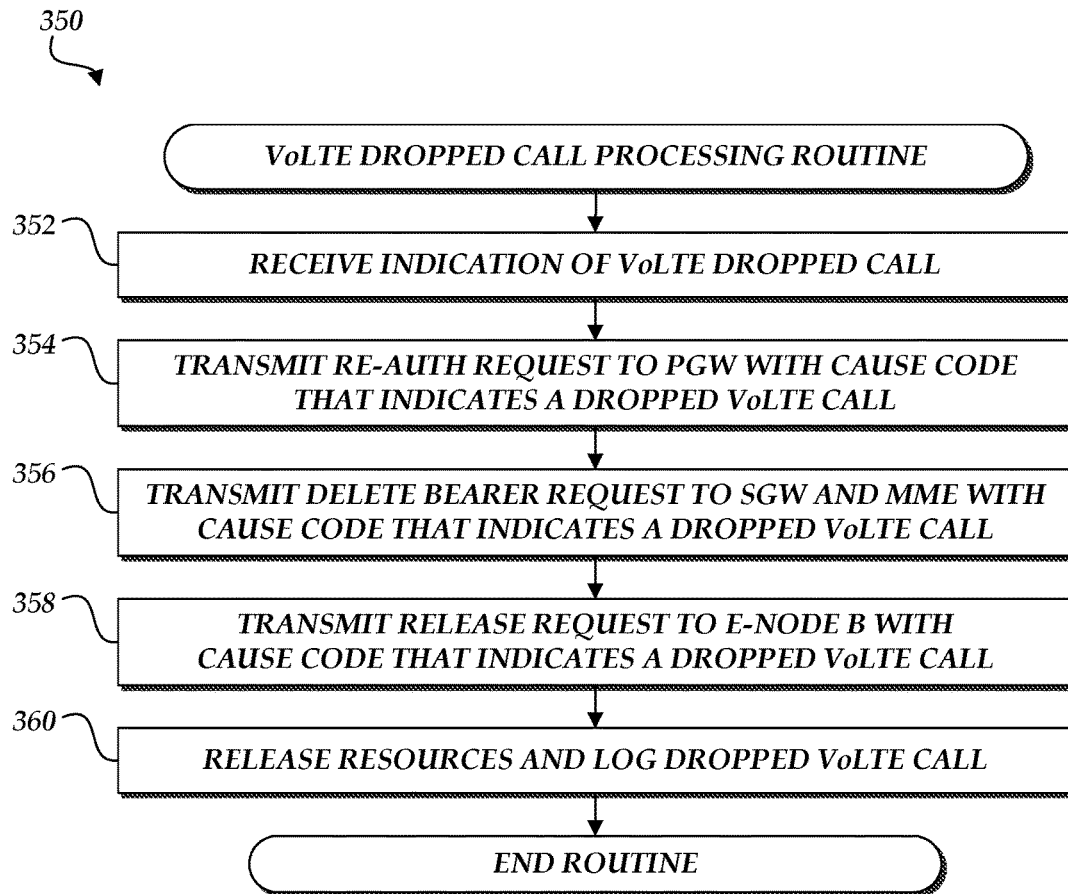 350
VoLTE DROPPED CALL PROCESSING ROUTINE
352
RECEIVE INDICATION OF VoLTE DROPPED CALL
354
TRANSMIT RE-AUTH REQUEST TO PGW WITH CAUSE CODE
THAT INDICATES A DROPPED VoLTE CALL
356
TRANSMIT DELETE BEARER REQUEST TO SGW AND MME WITH
CAUSE CODE THAT INDICATES A DROPPED VoLTE CALL
358
TRANSMIT RELEASE REQUEST TO E-NODE B WITH
CAUSE CODE THAT INDICATES A DROPPED VoLTE CALL
360
RELEASE RESOURCES AND LOG DROPPED VoLTE CALL
END ROUTINE